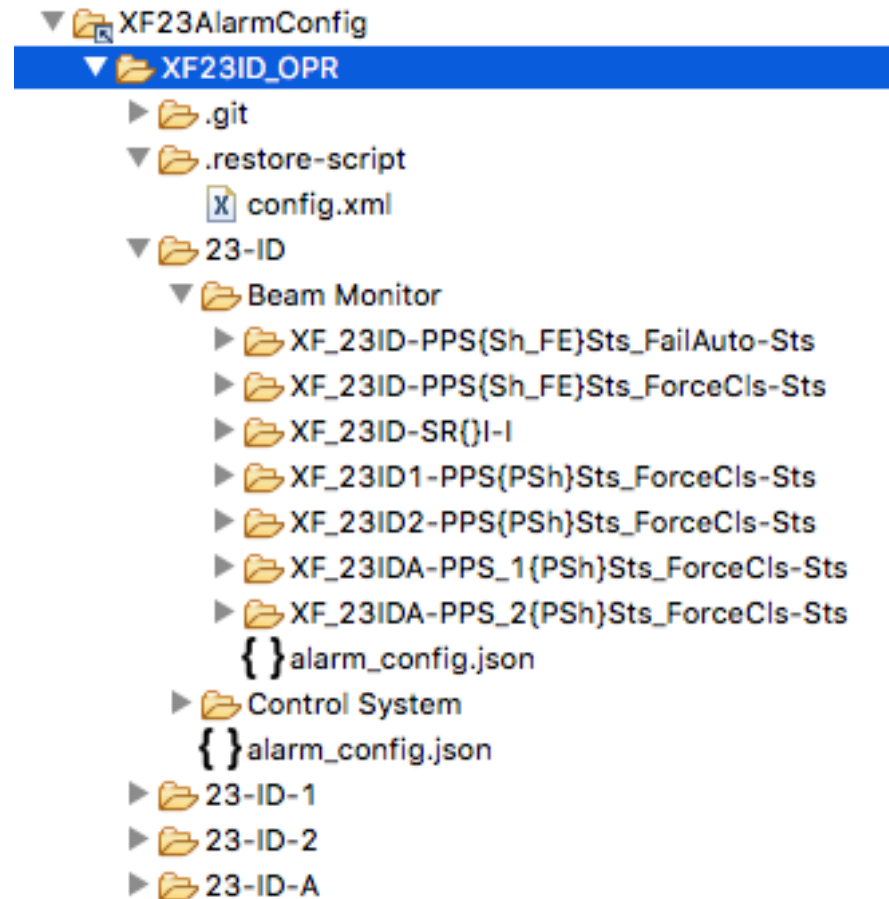 XF23AlarmConfig
XF23ID_OPR
.git
.restore-script
config.xml
23-ID
Beam Monitor
XF_23ID-PPS{Sh_FE}Sts_FailAuto-Sts
XF_23ID-PPS{Sh_FE}Sts_ForceCls-Sts
XF_23ID-SR{}I-I
XF_23ID1-PPS{PSh}Sts_ForceCls-Sts
XF_23ID2-PPS{PSh}Sts_ForceCls-Sts
XF_23IDA-PPS_1{PSh}Sts_ForceCls-Sts
XF_23IDA-PPS_2{PSh}Sts_ForceCls-Sts
{ } alarm_config.json
Control System
{ } alarm_config.json
23-ID-1
23-ID-2
23-ID-A